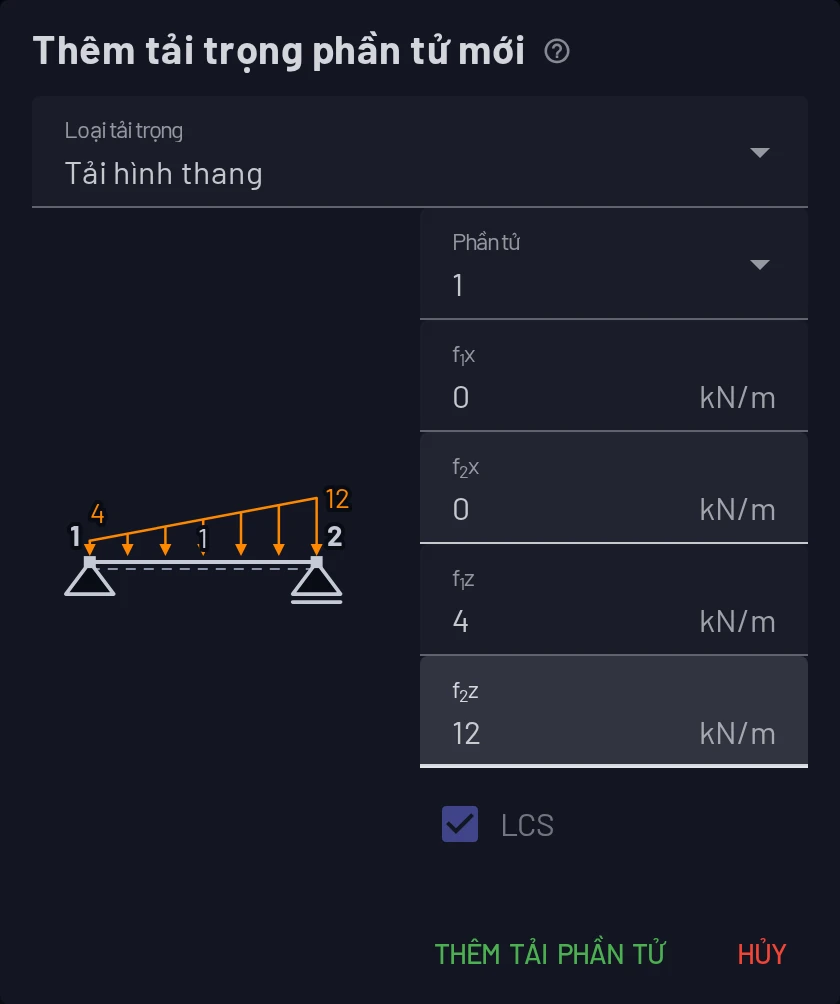 Thêm tải trọng phần tử mới ?
Loại tải trọng
Tải hình thang
Phần tử
1
f₁x
0 kN/m
f₂x
0 kN/m
f₁z
4 kN/m
f₂z
12 kN/m
12
4
1 1 2
LCS
THÊM TẢI PHẦN TỬ HỦY